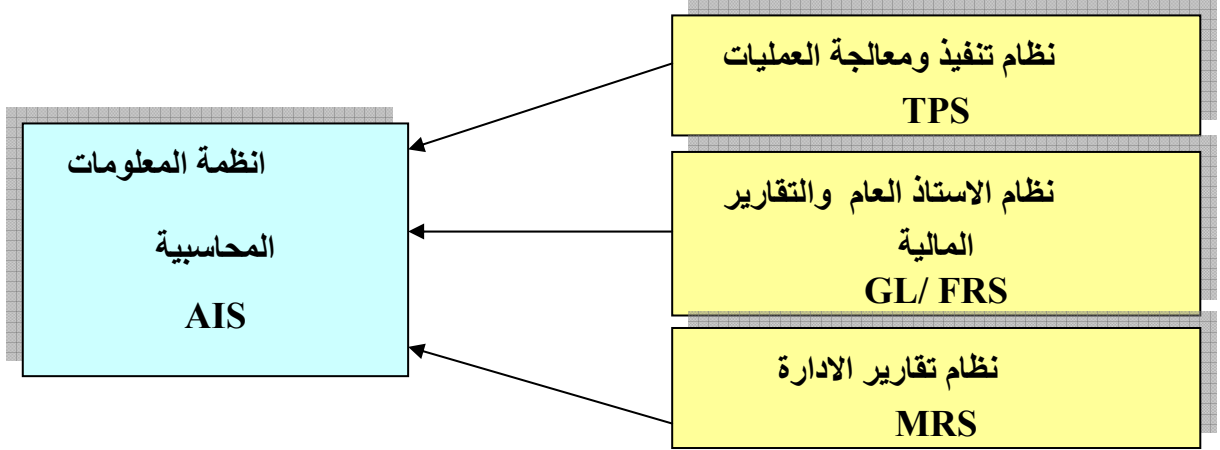 نظام تنفيذ ومعالجة العمليات
TPS
نظام الاستاذ العام والتقارير
المالية
GL/ FRS
نظام تقارير الادارة
MRS
انظمة المعلومات
المحاسبية
AIS